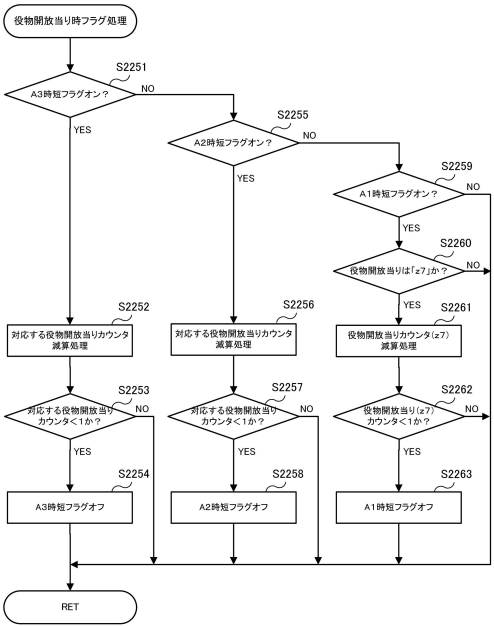 役物開放当り時フラグ処理
S2251
A3時短フラグオン?
NO
YES
S2255
A2時短フラグオン?
NO
YES
S2259
A1時短フラグオン?
NO
YES
S2260
役物開放当りは「z7」か?
NO
YES
S2252
対応する役物開放当りカウンタ
減算処理
S2256
対応する役物開放当りカウンタ
減算処理
S2261
役物開放当りカウンタ(z7)
減算処理
S2253
対応する役物開放当り
カウンタ<1か?
NO
YES
S2257
対応する役物開放当り
カウンタ<1か?
NO
YES
S2262
役物開放当り(z7)
カウンタ<1か?
NO
YES
S2254
A3時短フラグオフ
S2258
A2時短フラグオフ
S2263
A1時短フラグオフ
RET